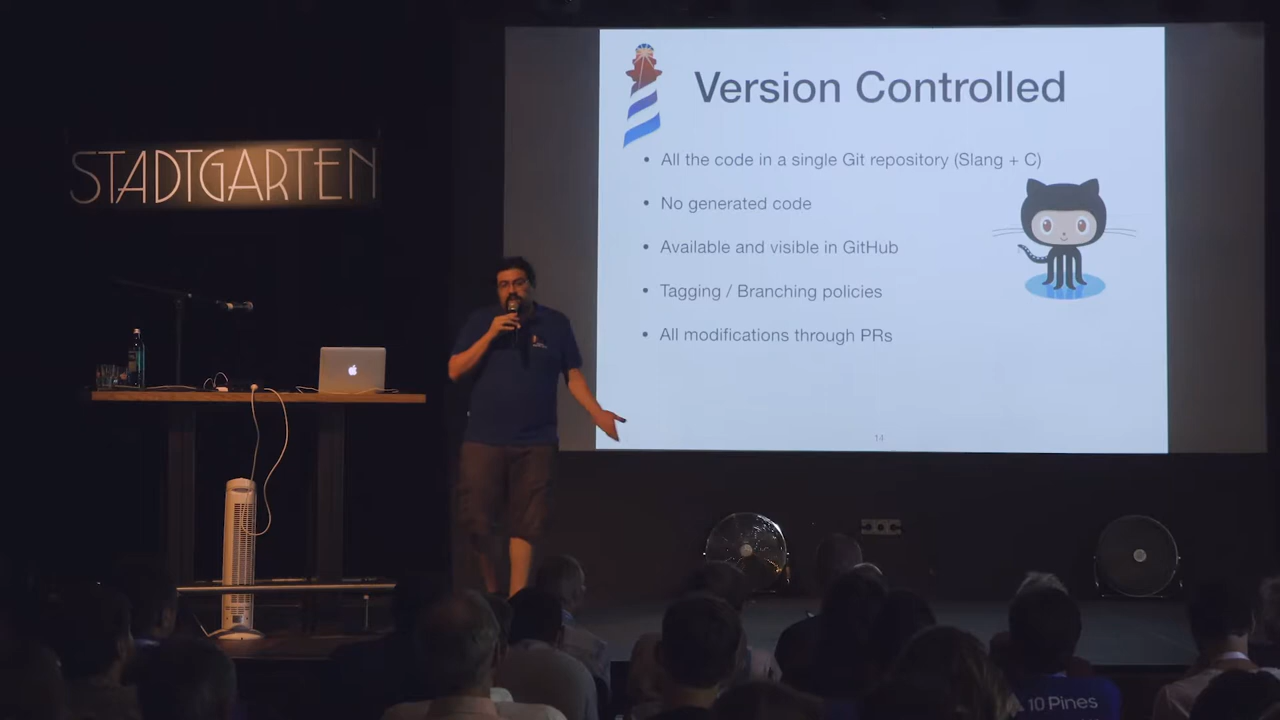 STADTGARTEN
Version Controlled
• All the code in a single Git repository (Slang + C)
• No generated code
• Available and visible in GitHub
• Tagging / Branching policies
• All modifications through PRs
14
10 Pines